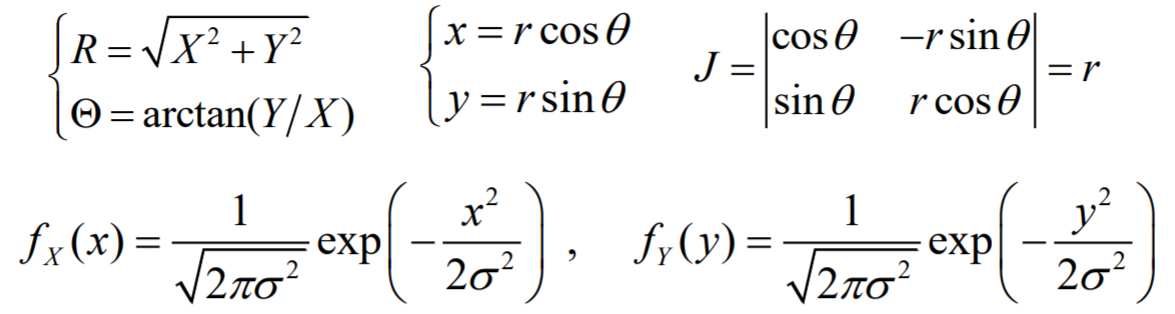 { R = √(X² + Y²)    { x = r cos θ    J = | cos θ  −r sin θ | = r
{ Θ = arctan(Y/X)    { y = r sin θ        | sin θ  r cos θ |
f_X(x) = 1/√(2πσ²) exp(−x²/2σ²) ,    f_Y(y) = 1/√(2πσ²) exp(−y²/2σ²)